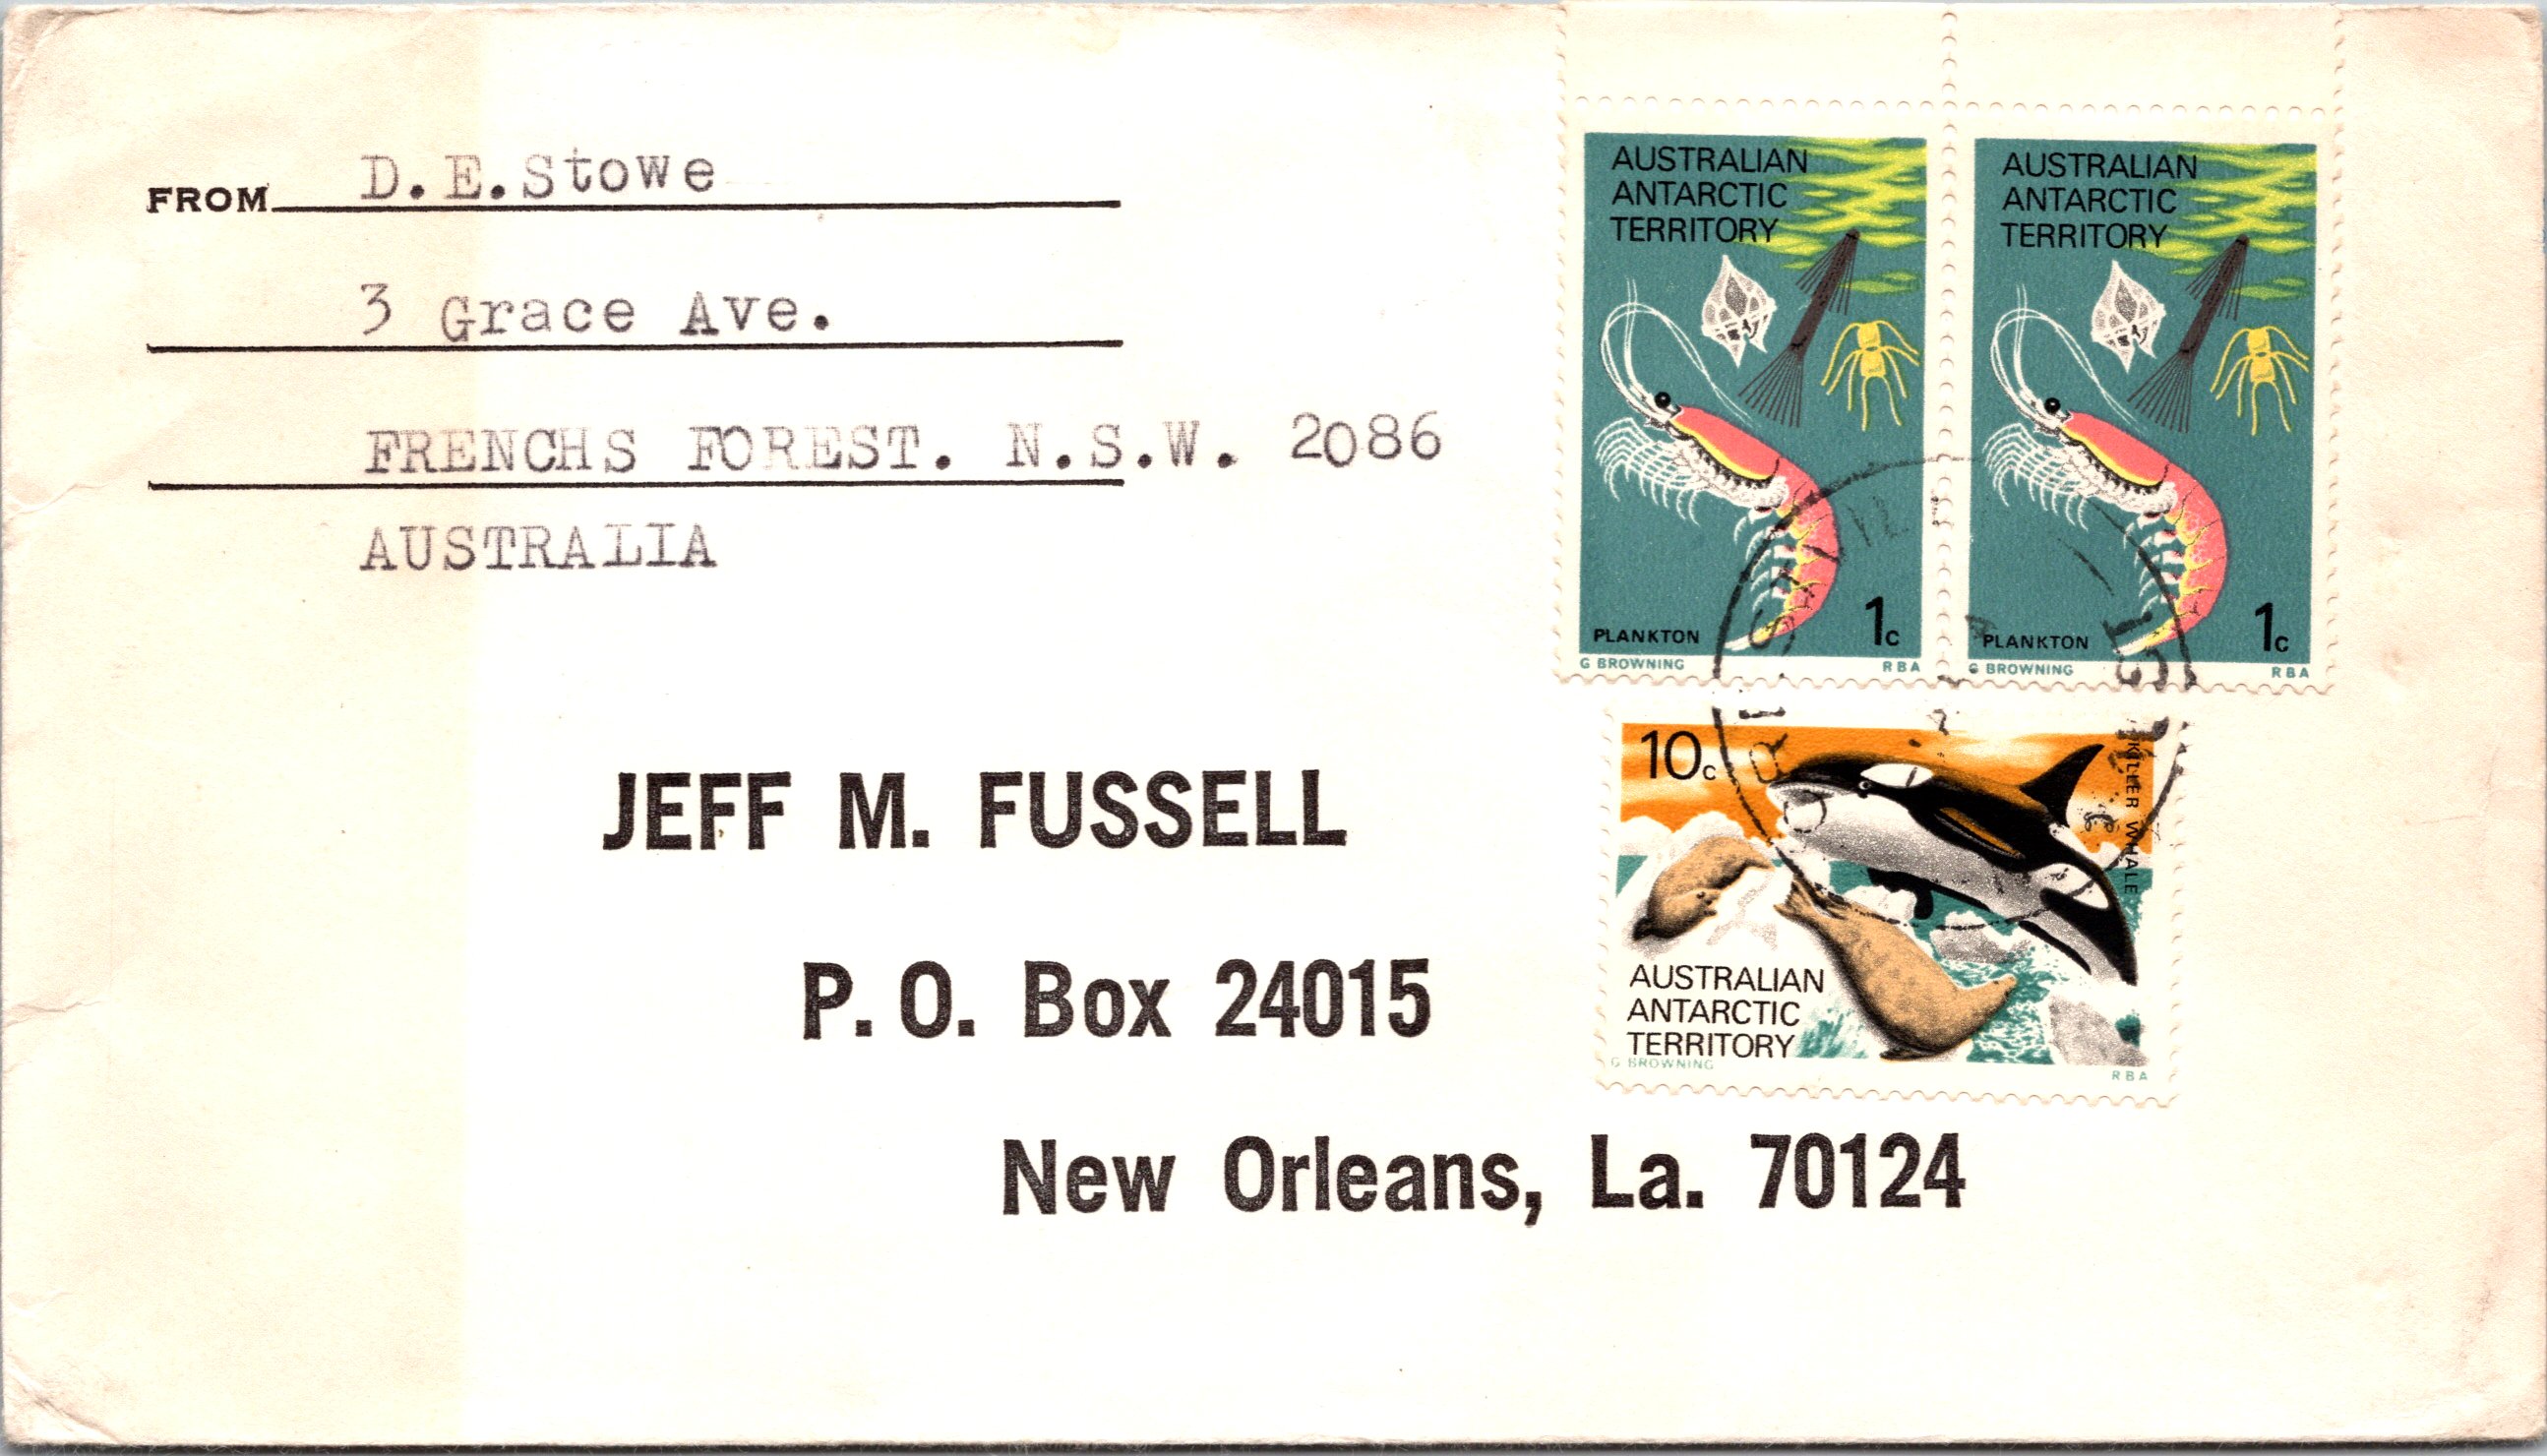 FROM D.E.Stowe
3 Grace Ave.
FRENCHS FOREST. N.S.W. 2086
AUSTRALIA
JEFF M. FUSSELL
P. O. Box 24015
New Orleans, La. 70124
AUSTRALIAN
ANTARCTIC
TERRITORY
PLANKTON 1c
G BROWNING RBA
AUSTRALIAN
ANTARCTIC
TERRITORY
PLANKTON 1c
G BROWNING RBA
10c
KILLER WHALE
AUSTRALIAN
ANTARCTIC
TERRITORY
G BROWNING RBA